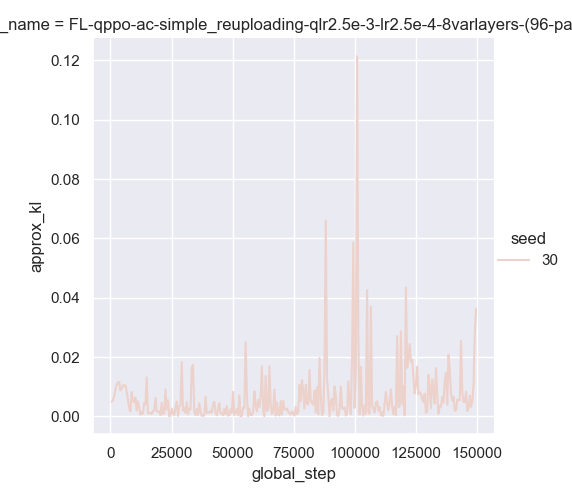 _name = FL-qppo-ac-simple_reuploading-qlr2.5e-3-lr2.5e-4-8varlayers-(96-pa
0.12
0.10
0.08
0.06
0.04
0.02
0.00
approx_kl
0 25000 50000 75000 100000 125000 150000
global_step
seed
30